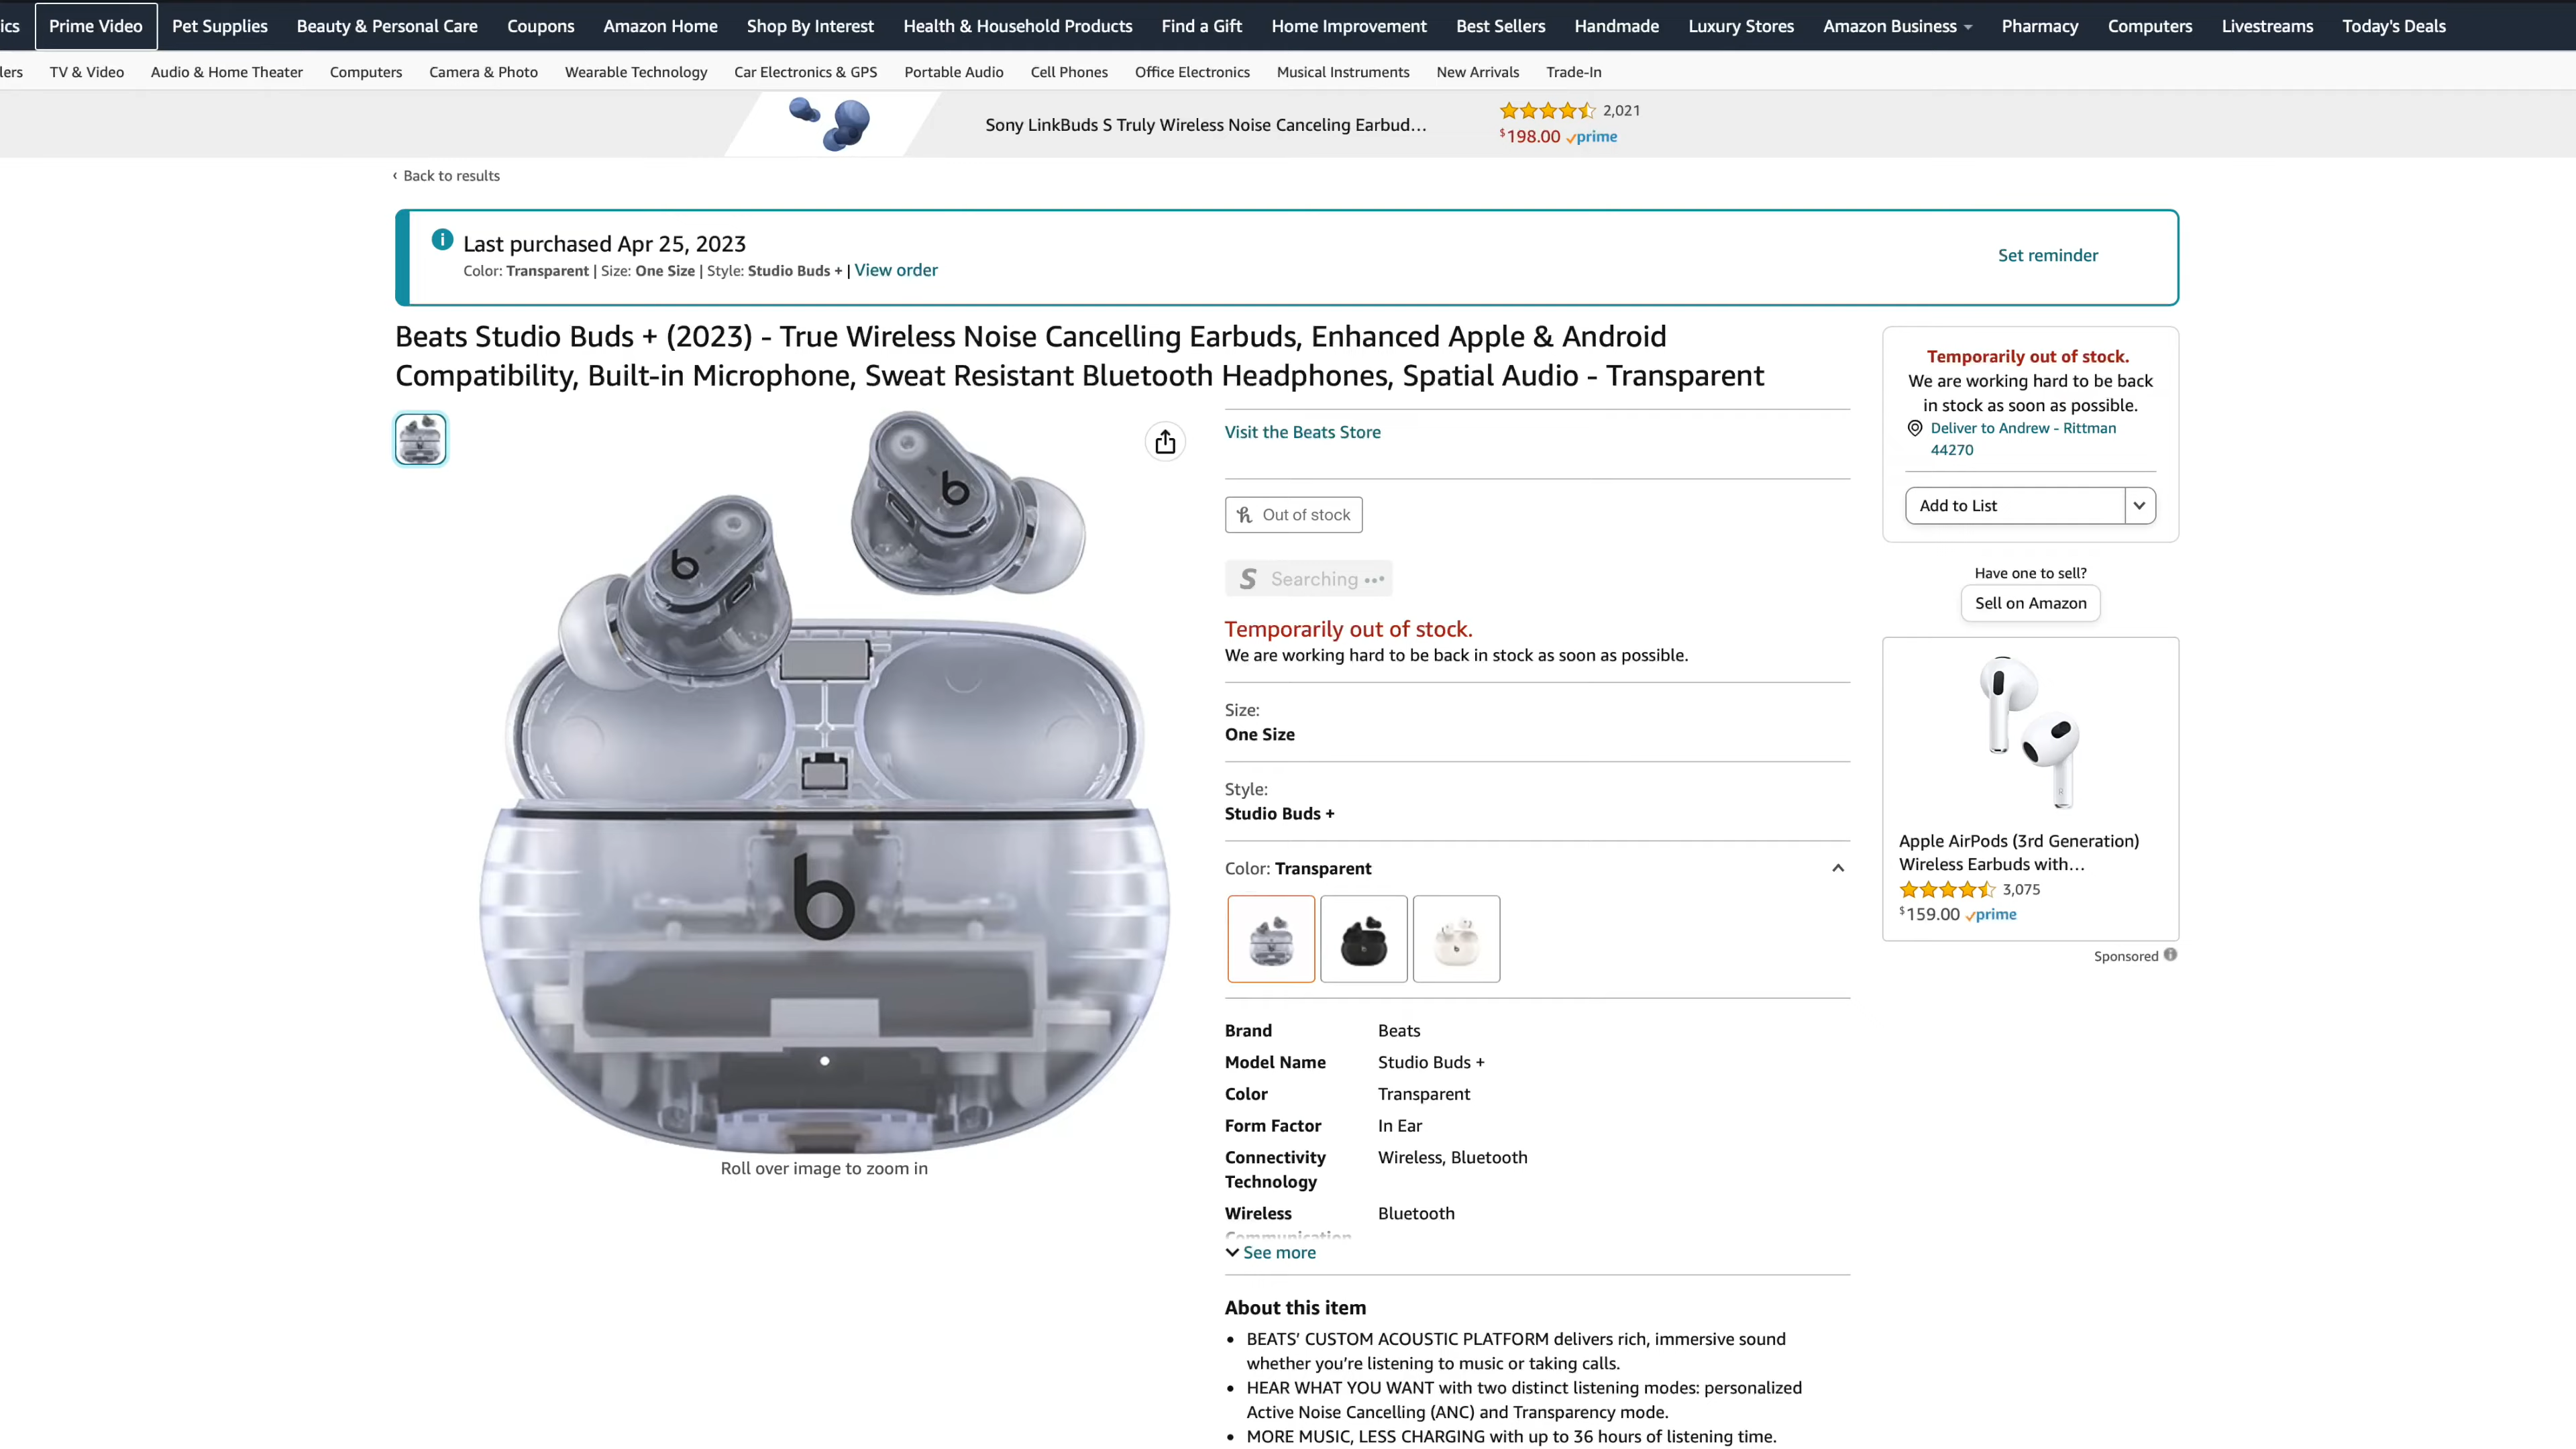 ics Prime Video Pet Supplies Beauty & Personal Care Coupons Amazon Home Shop By Interest Health & Household Products Find a Gift Home Improvement Best Sellers Handmade Luxury Stores Amazon Business Pharmacy Computers Livestreams Today's Deals
lers TV & Video Audio & Home Theater Computers Camera & Photo Wearable Technology Car Electronics & GPS Portable Audio Cell Phones Office Electronics Musical Instruments New Arrivals Trade-In
Sony LinkBuds S Truly Wireless Noise Canceling Earbud…
2,021
$198.00 prime
‹ Back to results
Last purchased Apr 25, 2023
Color: Transparent | Size: One Size | Style: Studio Buds + | View order
Set reminder
Beats Studio Buds + (2023) - True Wireless Noise Cancelling Earbuds, Enhanced Apple & Android
Compatibility, Built-in Microphone, Sweat Resistant Bluetooth Headphones, Spatial Audio - Transparent
Roll over image to zoom in
Visit the Beats Store
Out of stock
Searching •••
Temporarily out of stock.
We are working hard to be back in stock as soon as possible.
Size:
One Size
Style:
Studio Buds +
Color: Transparent
Brand Beats
Model Name Studio Buds +
Color Transparent
Form Factor In Ear
Connectivity Wireless, Bluetooth
Technology
Wireless Bluetooth
Communication
See more
About this item
• BEATS' CUSTOM ACOUSTIC PLATFORM delivers rich, immersive sound
whether you're listening to music or taking calls.
• HEAR WHAT YOU WANT with two distinct listening modes: personalized
Active Noise Cancelling (ANC) and Transparency mode.
• MORE MUSIC, LESS CHARGING with up to 36 hours of listening time.
Temporarily out of stock.
We are working hard to be back
in stock as soon as possible.
Deliver to Andrew - Rittman
44270
Add to List
Have one to sell?
Sell on Amazon
Apple AirPods (3rd Generation)
Wireless Earbuds with…
3,075
$159.00 prime
Sponsored